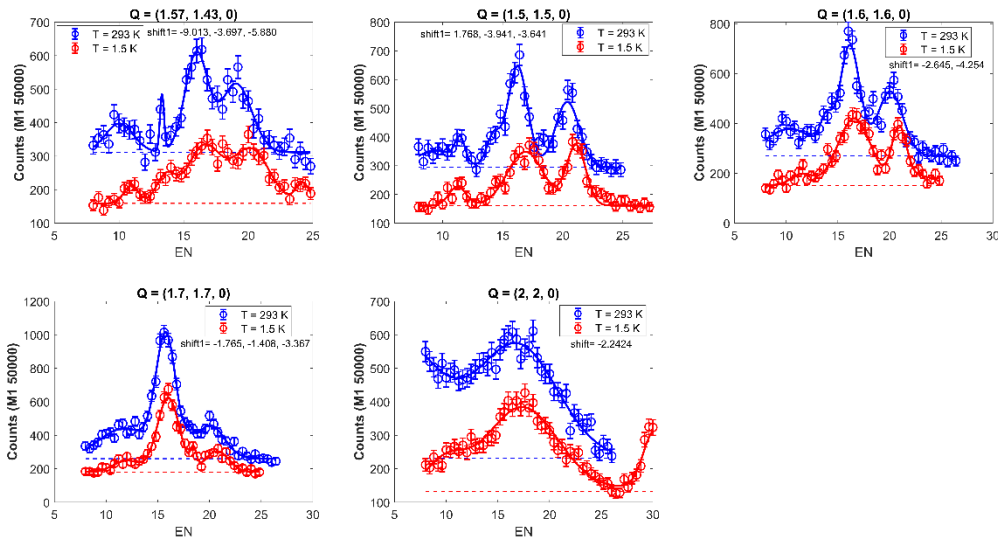 Q = (1.57, 1.43, 0)
700
600
500
400
300
200
100
Counts (M1 50000)
T = 293 K
T = 1.5 K
shift1= -9.013, -3.697, -5.880
5
10
15
20
25
EN
Q = (1.5, 1.5, 0)
800
700
600
500
400
300
200
100
Counts (M1 50000)
shift1= 1.768, -3.941, -3.641
T = 293 K
T = 1.5 K
5
10
15
20
25
EN
Q = (1.6, 1.6, 0)
800
600
400
200
0
Counts (M1 50000)
T = 293 K
T = 1.5 K
shift1= -2.645, -4.254
5
10
15
20
25
30
EN
Q = (1.7, 1.7, 0)
1200
1000
800
600
400
200
0
Counts (M1 50000)
T = 293 K
T = 1.5 K
shift1= -1.765, -1.408, -3.367
5
10
15
20
25
30
EN
Q = (2, 2, 0)
700
600
500
400
300
200
100
Counts (M1 50000)
T = 293 K
T = 1.5 K
shift= -2.2424
5
10
15
20
25
30
EN